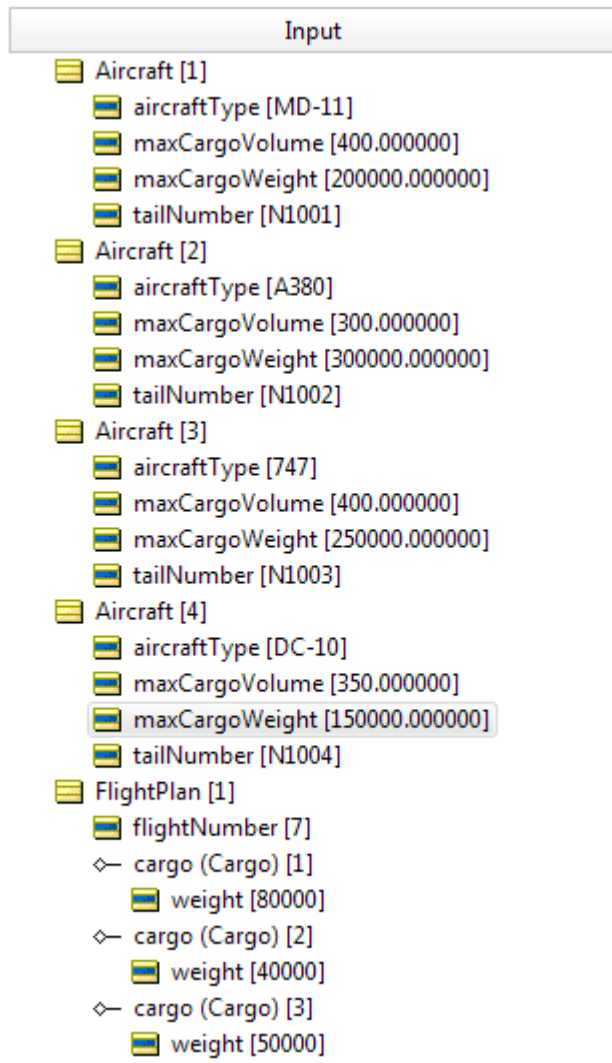 Input
Aircraft [1]
aircraftType [MD-11]
maxCargoVolume [400.000000]
maxCargoWeight [200000.000000]
tailNumber [N1001]
Aircraft [2]
aircraftType [A380]
maxCargoVolume [300.000000]
maxCargoWeight [300000.000000]
tailNumber [N1002]
Aircraft [3]
aircraftType [747]
maxCargoVolume [400.000000]
maxCargoWeight [250000.000000]
tailNumber [N1003]
Aircraft [4]
aircraftType [DC-10]
maxCargoVolume [350.000000]
maxCargoWeight [150000.000000]
tailNumber [N1004]
FlightPlan [1]
flightNumber [7]
cargo (Cargo) [1]
weight [80000]
cargo (Cargo) [2]
weight [40000]
cargo (Cargo) [3]
weight [50000]